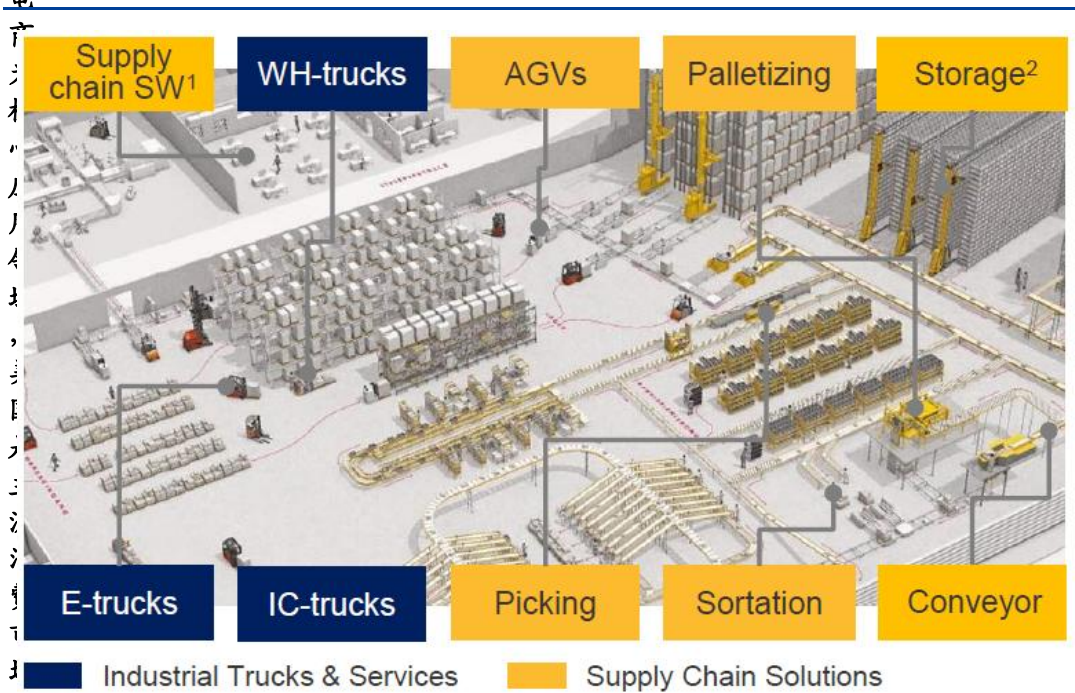 Supply
chain SW¹
WH-trucks
AGVs
Palletizing
Storage²
E-trucks
IC-trucks
Picking
Sortation
Conveyor
Industrial Trucks & Services
Supply Chain Solutions